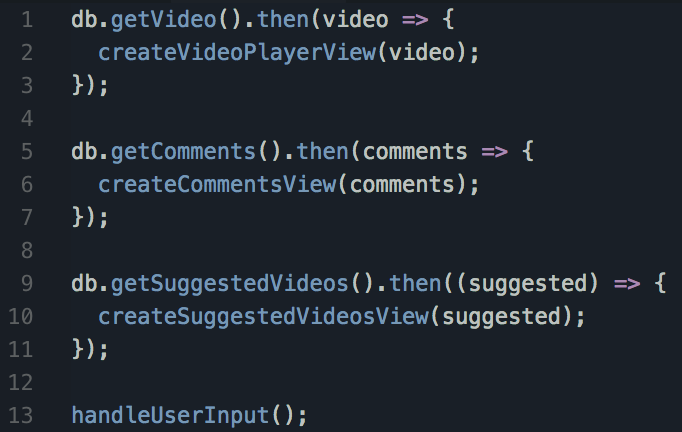 1 db.getVideo().then(video => {
2   createVideoPlayerView(video);
3 });
4
5 db.getComments().then(comments => {
6   createCommentsView(comments);
7 });
8
9 db.getSuggestedVideos().then((suggested) => {
10   createSuggestedVideosView(suggested);
11 });
12
13 handleUserInput();